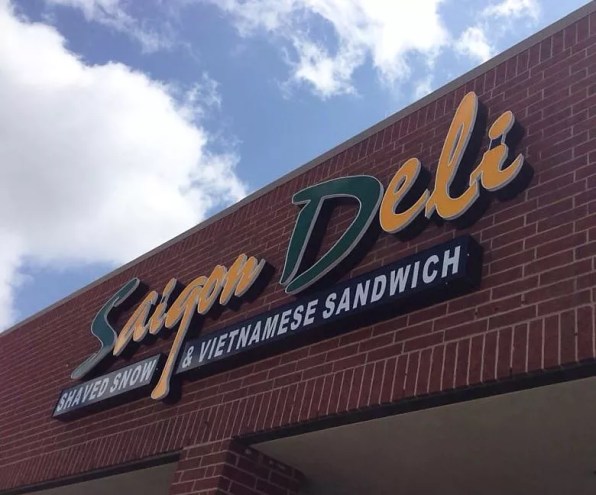 Saigon Deli
SHAVED SNOW & VIETNAMESE SANDWICH